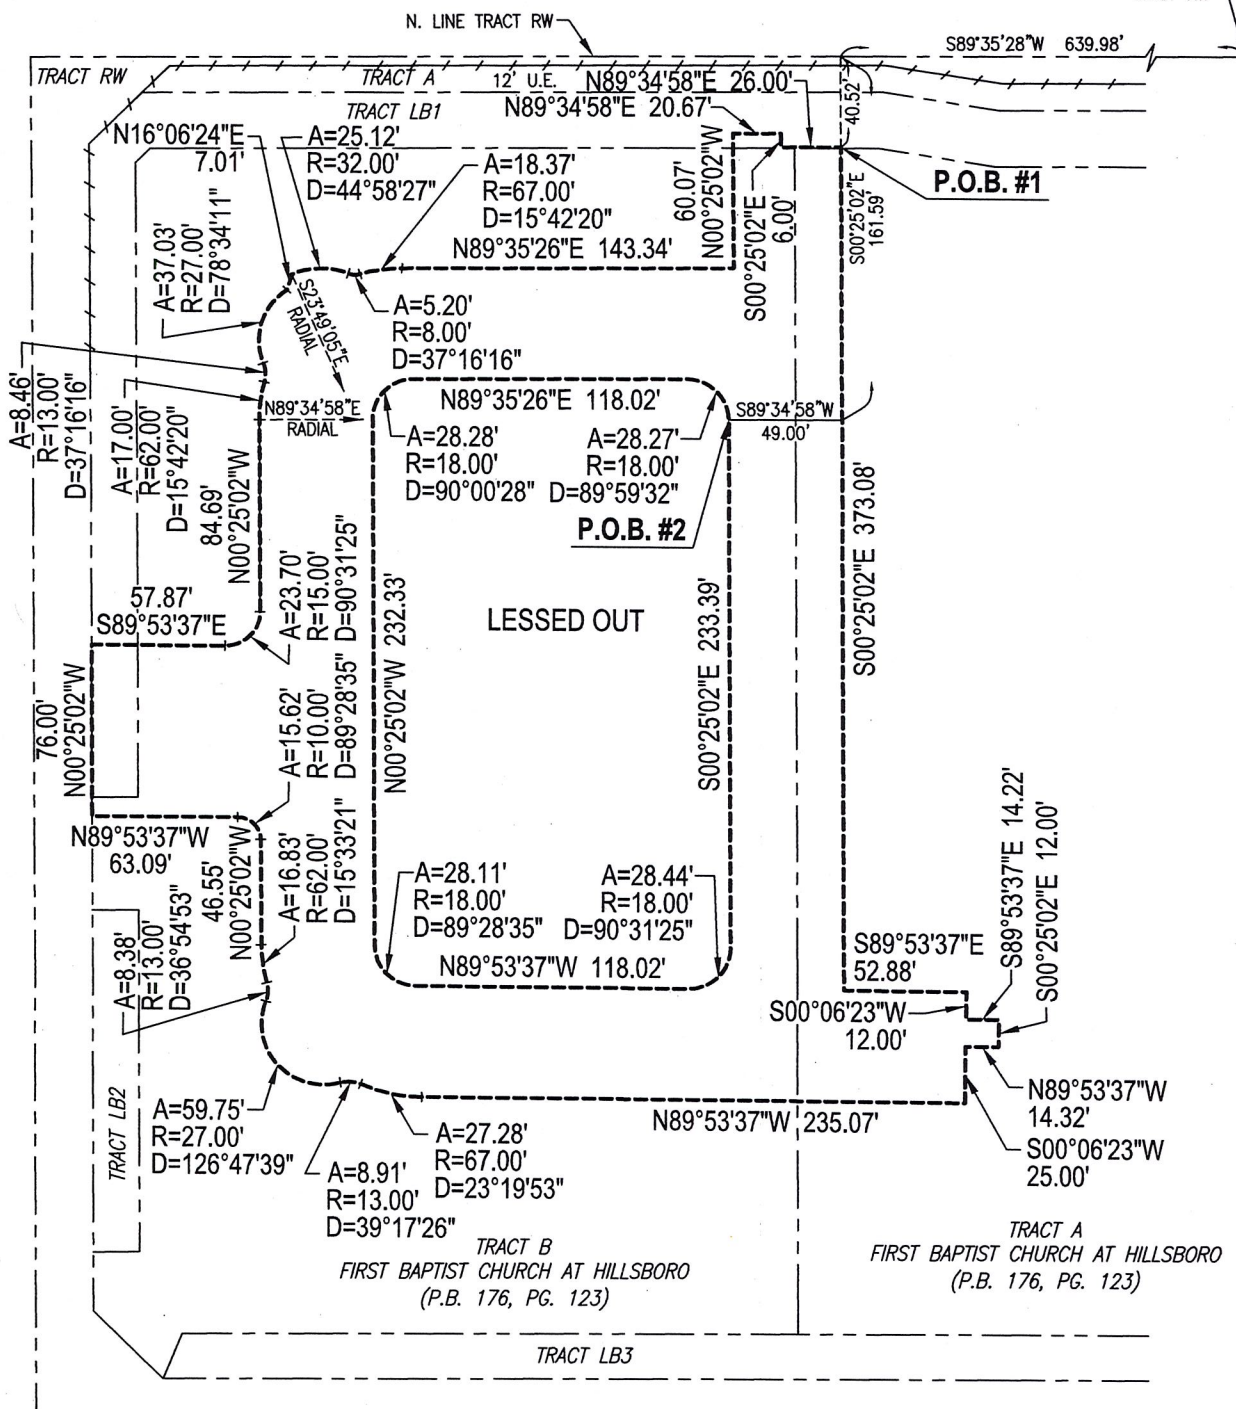 N. LINE TRACT RW
S89°35'28"W 639.98'
TRACT RW
TRACT A
12' U.E.
N89°34'58"E 26.00'
TRACT LB1
N89°34'58"E 20.67'
40.52'
N16°06'24"E
7.01'
A=25.12'
R=32.00'
D=44°58'27"
A=18.37'
R=67.00'
D=15°42'20"
60.07'
N00°25'02"W
S00°25'02"E
6.00'
P.O.B. #1
S00°25'02"E
161.59'
N89°35'26"E 143.34'
A=37.03'
R=27.00'
D=78°34'11"
S23°49'05"E
RADIAL
A=5.20'
R=8.00'
D=37°16'16"
A=8.46'
R=13.00'
D=37°16'16"
A=17.00'
R=62.00'
D=15°42'20"
N89°34'58"E
RADIAL
N89°35'26"E 118.02'
S89°34'58"W
49.00'
A=28.28'
R=18.00'
D=90°00'28"
A=28.27'
R=18.00'
D=89°59'32"
P.O.B. #2
84.69'
N00°25'02"W
S00°25'02"E 373.08'
57.87'
S89°53'37"E
A=23.70'
R=15.00'
D=90°31'25"
N00°25'02"W 232.33'
LESSED OUT
S00°25'02"E 233.39'
76.00'
N00°25'02"W
A=15.62'
R=10.00'
D=89°28'35"
N89°53'37"W
63.09'
46.55'
N00°25'02"W
A=16.83'
R=62.00'
D=15°33'21"
A=28.11'
R=18.00'
D=89°28'35"
A=28.44'
R=18.00'
D=90°31'25"
N89°53'37"W 118.02'
A=8.38'
R=13.00'
D=36°54'53"
S89°53'37"E
52.88'
S89°53'37"E 14.22'
S00°25'02"E 12.00'
S00°06'23"W
12.00'
TRACT LB2
A=59.75'
R=27.00'
D=126°47'39"
A=8.91'
R=13.00'
D=39°17'26"
A=27.28'
R=67.00'
D=23°19'53"
N89°53'37"W 235.07'
N89°53'37"W
14.32'
S00°06'23"W
25.00'
TRACT B
FIRST BAPTIST CHURCH AT HILLSBORO
(P.B. 176, PG. 123)
TRACT A
FIRST BAPTIST CHURCH AT HILLSBORO
(P.B. 176, PG. 123)
TRACT LB3